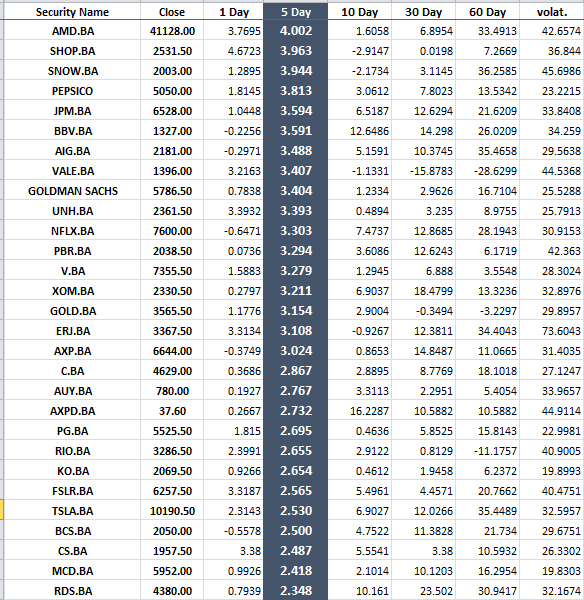 Security Name Close 1 Day 5 Day 10 Day 30 Day 60 Day volat.
AMD.BA 41128.00 3.7695 4.002 1.6058 6.8954 33.4913 42.6574
SHOP.BA 2531.50 4.6723 3.963 -2.9147 0.0198 7.2669 36.844
SNOW.BA 2003.00 1.2895 3.944 -2.1734 3.1145 36.2585 45.6986
PEPSICO 5050.00 1.8145 3.813 3.0612 7.8023 13.5342 23.2215
JPM.BA 6528.00 1.0448 3.594 6.5187 12.6294 21.6209 33.8408
BBV.BA 1327.00 -0.2256 3.591 12.6486 14.298 26.0209 34.259
AIG.BA 2181.00 -0.2971 3.488 5.1591 10.3745 35.4658 29.5638
VALE.BA 1396.00 3.2163 3.407 -1.1331 -15.8783 -28.6299 44.5368
GOLDMAN SACHS 5786.50 0.7838 3.404 1.2334 2.9626 16.7104 25.5288
UNH.BA 2361.50 3.3932 3.393 0.4894 3.235 8.9755 25.7913
NFLX.BA 7600.00 -0.6471 3.303 7.4737 12.8685 28.1943 30.9153
PBR.BA 2038.50 0.0736 3.294 3.6086 12.6243 6.1719 42.363
V.BA 7355.50 1.5883 3.279 1.2945 6.888 3.5548 28.3024
XOM.BA 2330.50 0.2797 3.211 6.9037 18.4799 13.3236 32.8976
GOLD.BA 3565.50 1.1776 3.154 2.9004 -0.3494 -3.2297 29.8957
ERJ.BA 3367.50 3.3134 3.108 -0.9267 12.3811 34.4043 73.6043
AXP.BA 6644.00 -0.3749 3.024 0.8653 14.8487 11.0665 31.4035
C.BA 4629.00 0.3686 2.867 2.8895 8.7769 18.1018 27.1247
AUY.BA 780.00 0.1927 2.767 3.3113 2.2951 5.4054 33.9657
AXPD.BA 37.60 0.2667 2.732 16.2287 10.5882 10.5882 44.9114
PG.BA 5525.50 1.815 2.695 0.4636 5.5825 15.8143 22.9981
RIO.BA 3286.50 2.3991 2.655 2.9122 0.8129 -11.1757 40.9005
KO.BA 2069.50 0.9266 2.654 0.4612 1.9458 6.2372 19.8993
FSLR.BA 6257.50 3.3187 2.565 5.4961 4.4571 20.7662 40.4751
TSLA.BA 10190.50 2.3143 2.530 6.9027 12.0266 35.4489 32.5957
BCS.BA 2050.00 -0.5578 2.500 4.7522 11.3828 21.734 29.6751
CS.BA 1957.50 3.38 2.487 5.5541 3.38 10.5932 26.3302
MCD.BA 5952.00 0.9926 2.418 2.1014 10.1203 16.2954 19.8303
RDS.BA 4380.00 0.7939 2.348 10.161 23.502 30.9417 32.1674